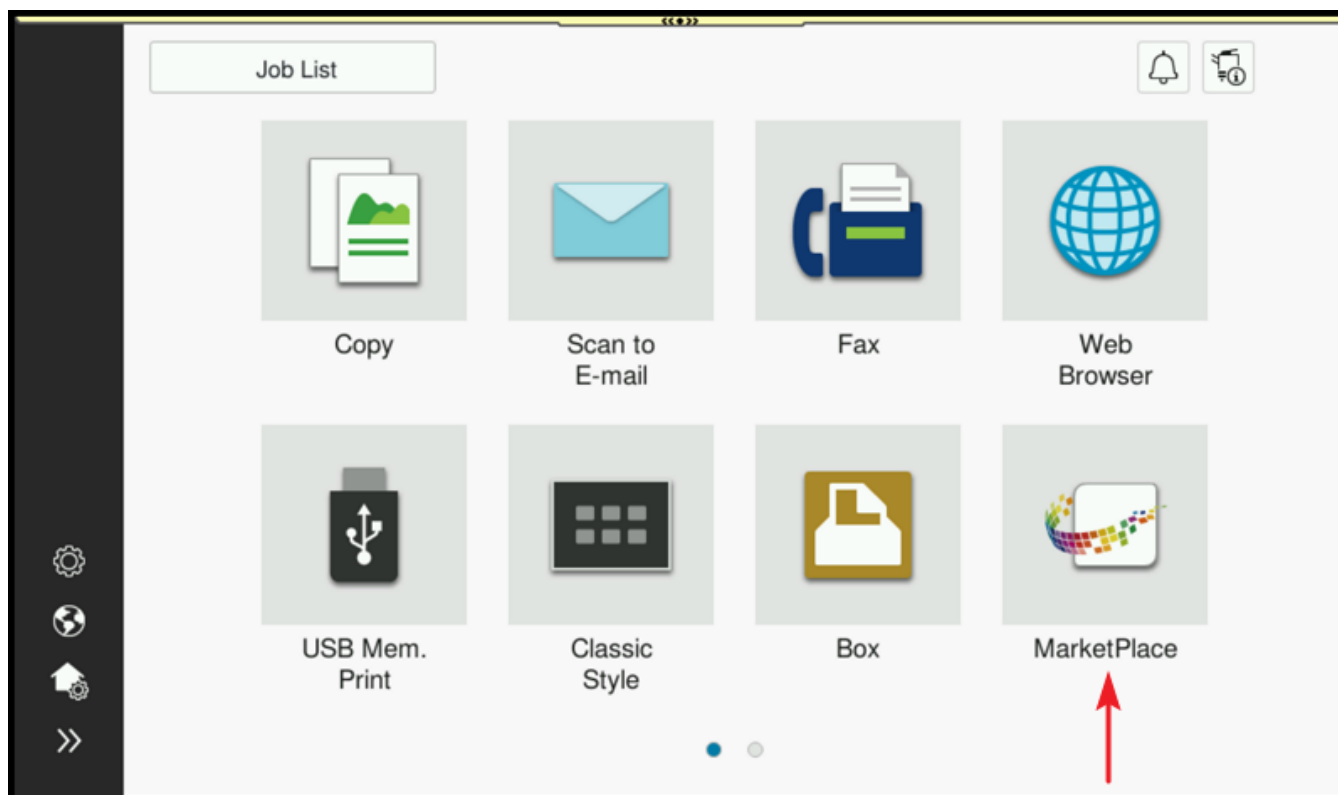 Job List
Copy
Scan to
E-mail
Fax
Web
Browser
USB Mem.
Print
Classic
Style
Box
MarketPlace